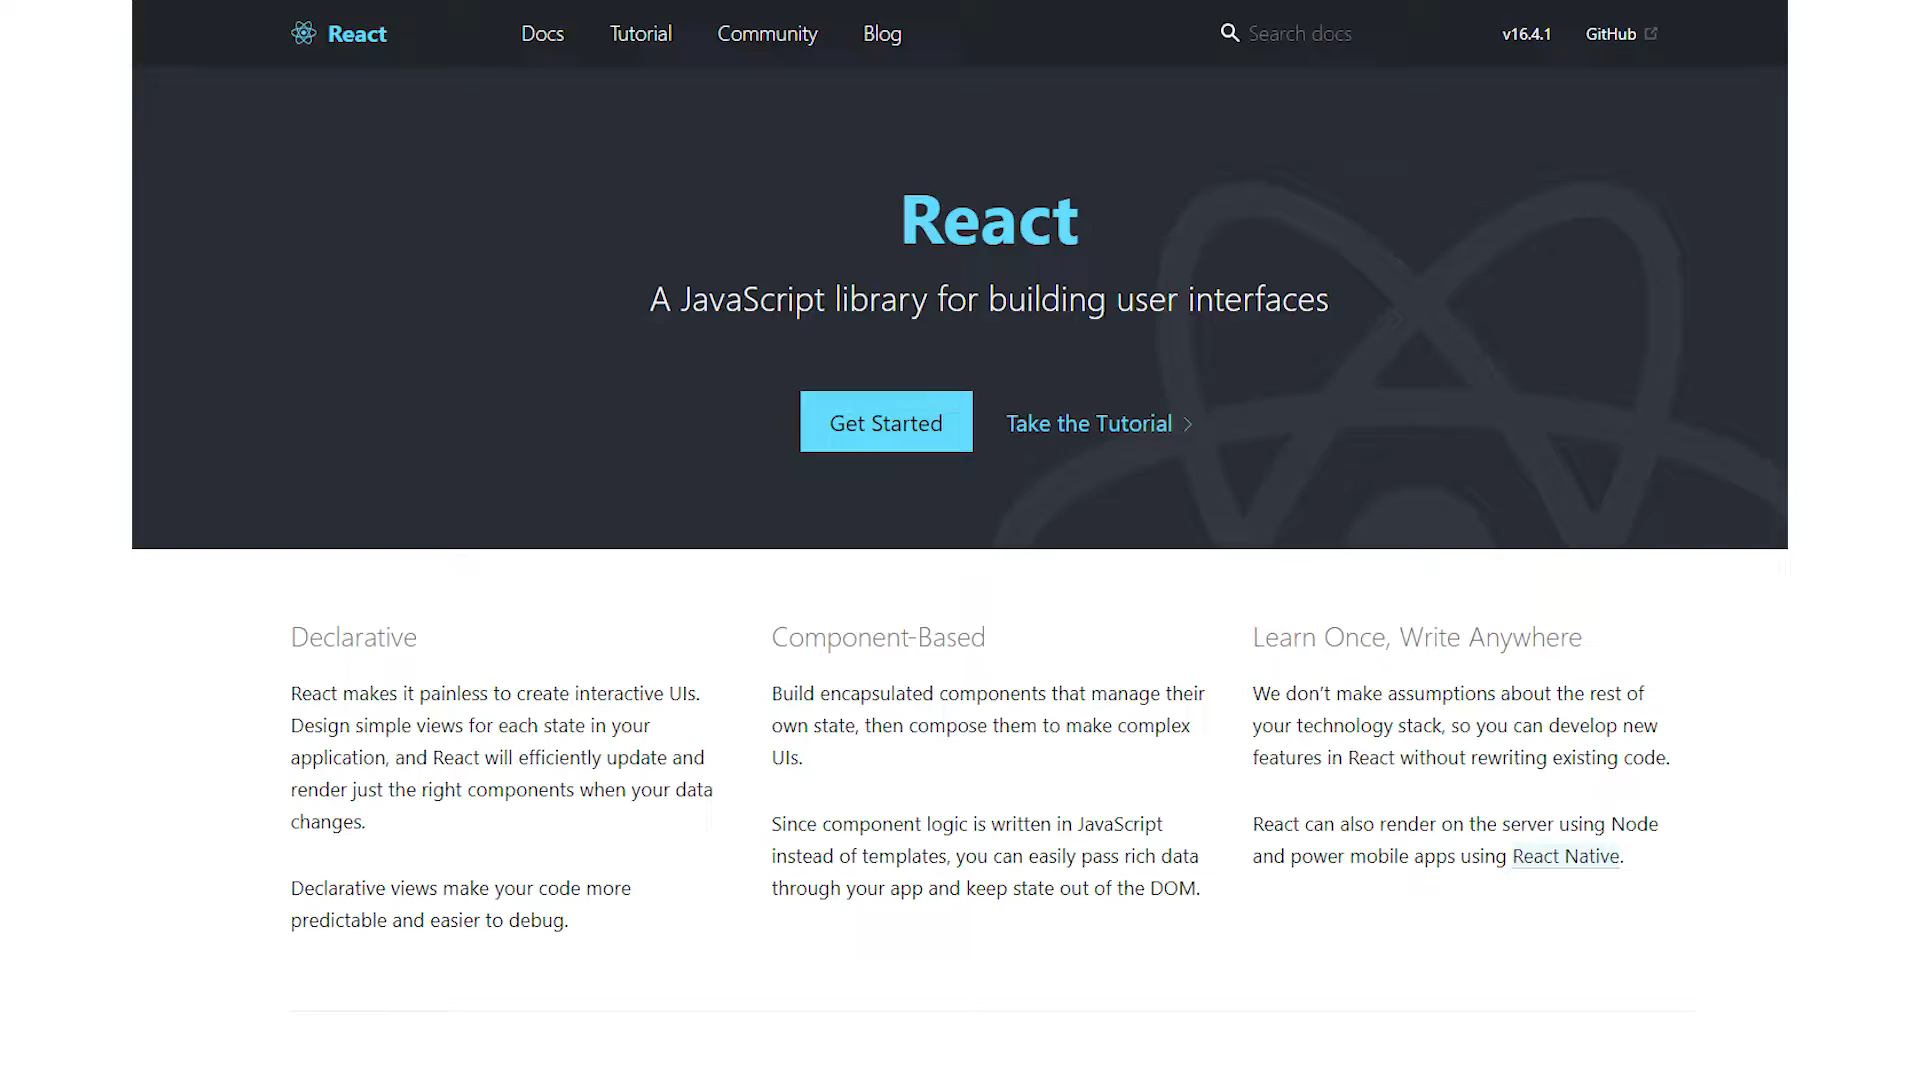 React
Docs
Tutorial
Community
Blog
Search docs
v16.4.1
GitHub
React
A JavaScript library for building user interfaces
Get Started
Take the Tutorial
Declarative
React makes it painless to create interactive UIs.
Design simple views for each state in your
application, and React will efficiently update and
render just the right components when your data
changes.
Declarative views make your code more
predictable and easier to debug.
Component-Based
Build encapsulated components that manage their
own state, then compose them to make complex
UIs.
Since component logic is written in JavaScript
instead of templates, you can easily pass rich data
through your app and keep state out of the DOM.
Learn Once, Write Anywhere
We don’t make assumptions about the rest of
your technology stack, so you can develop new
features in React without rewriting existing code.
React can also render on the server using Node
and power mobile apps using React Native.